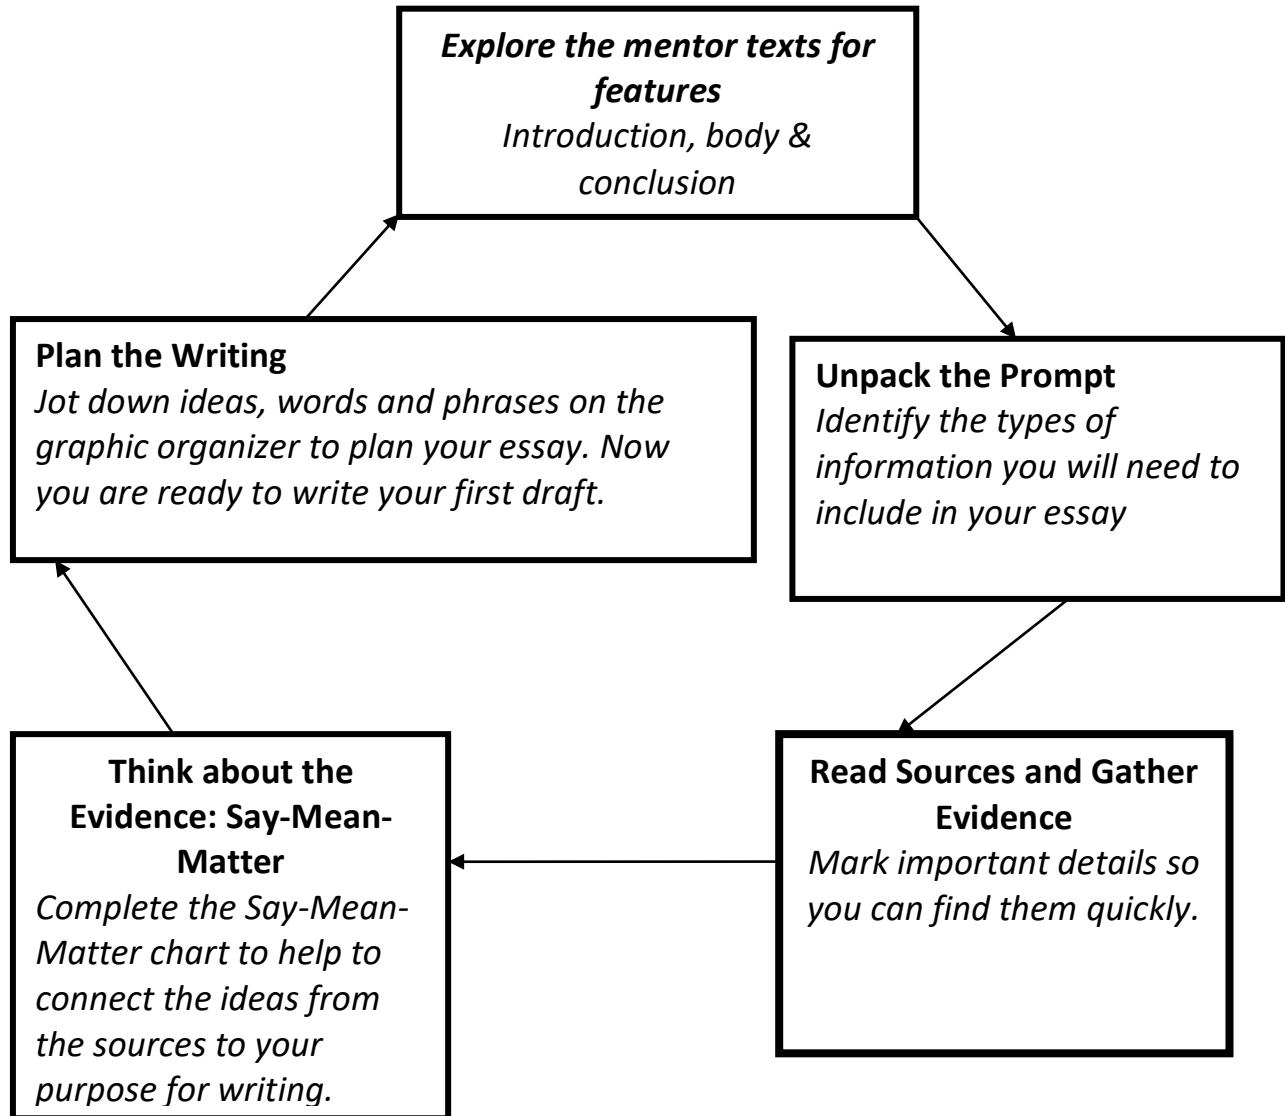 Explore the mentor texts for
features
Introduction, body &
conclusion
Unpack the Prompt
Identify the types of
information you will need to
include in your essay
Read Sources and Gather
Evidence
Mark important details so
you can find them quickly.
Think about the
Evidence: Say-Mean-
Matter
Complete the Say-Mean-
Matter chart to help to
connect the ideas from
the sources to your
purpose for writing.
Plan the Writing
Jot down ideas, words and phrases on the
graphic organizer to plan your essay. Now
you are ready to write your first draft.